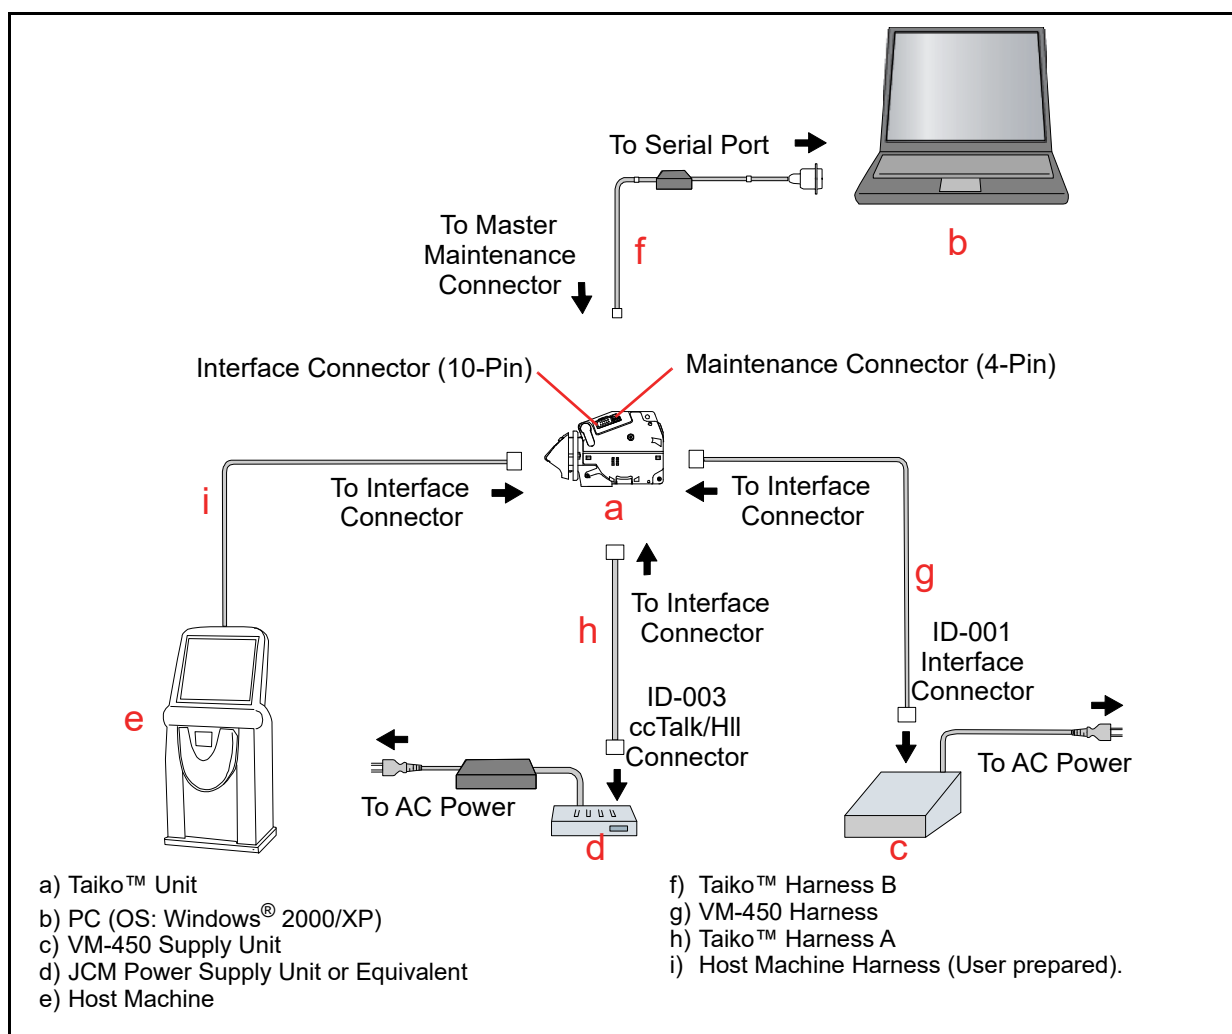 To Serial Port
b
To Master
Maintenance
Connector
f
Interface Connector (10-Pin)
Maintenance Connector (4-Pin)
i
To Interface
Connector
a
To Interface
Connector
g
h
To Interface
Connector
ID-001
Interface
Connector
e
ID-003
ccTalk/HII
Connector
To AC Power
To AC Power
d
c
a) Taiko™ Unit
b) PC (OS: Windows® 2000/XP)
c) VM-450 Supply Unit
d) JCM Power Supply Unit or Equivalent
e) Host Machine
f) Taiko™ Harness B
g) VM-450 Harness
h) Taiko™ Harness A
i) Host Machine Harness (User prepared).